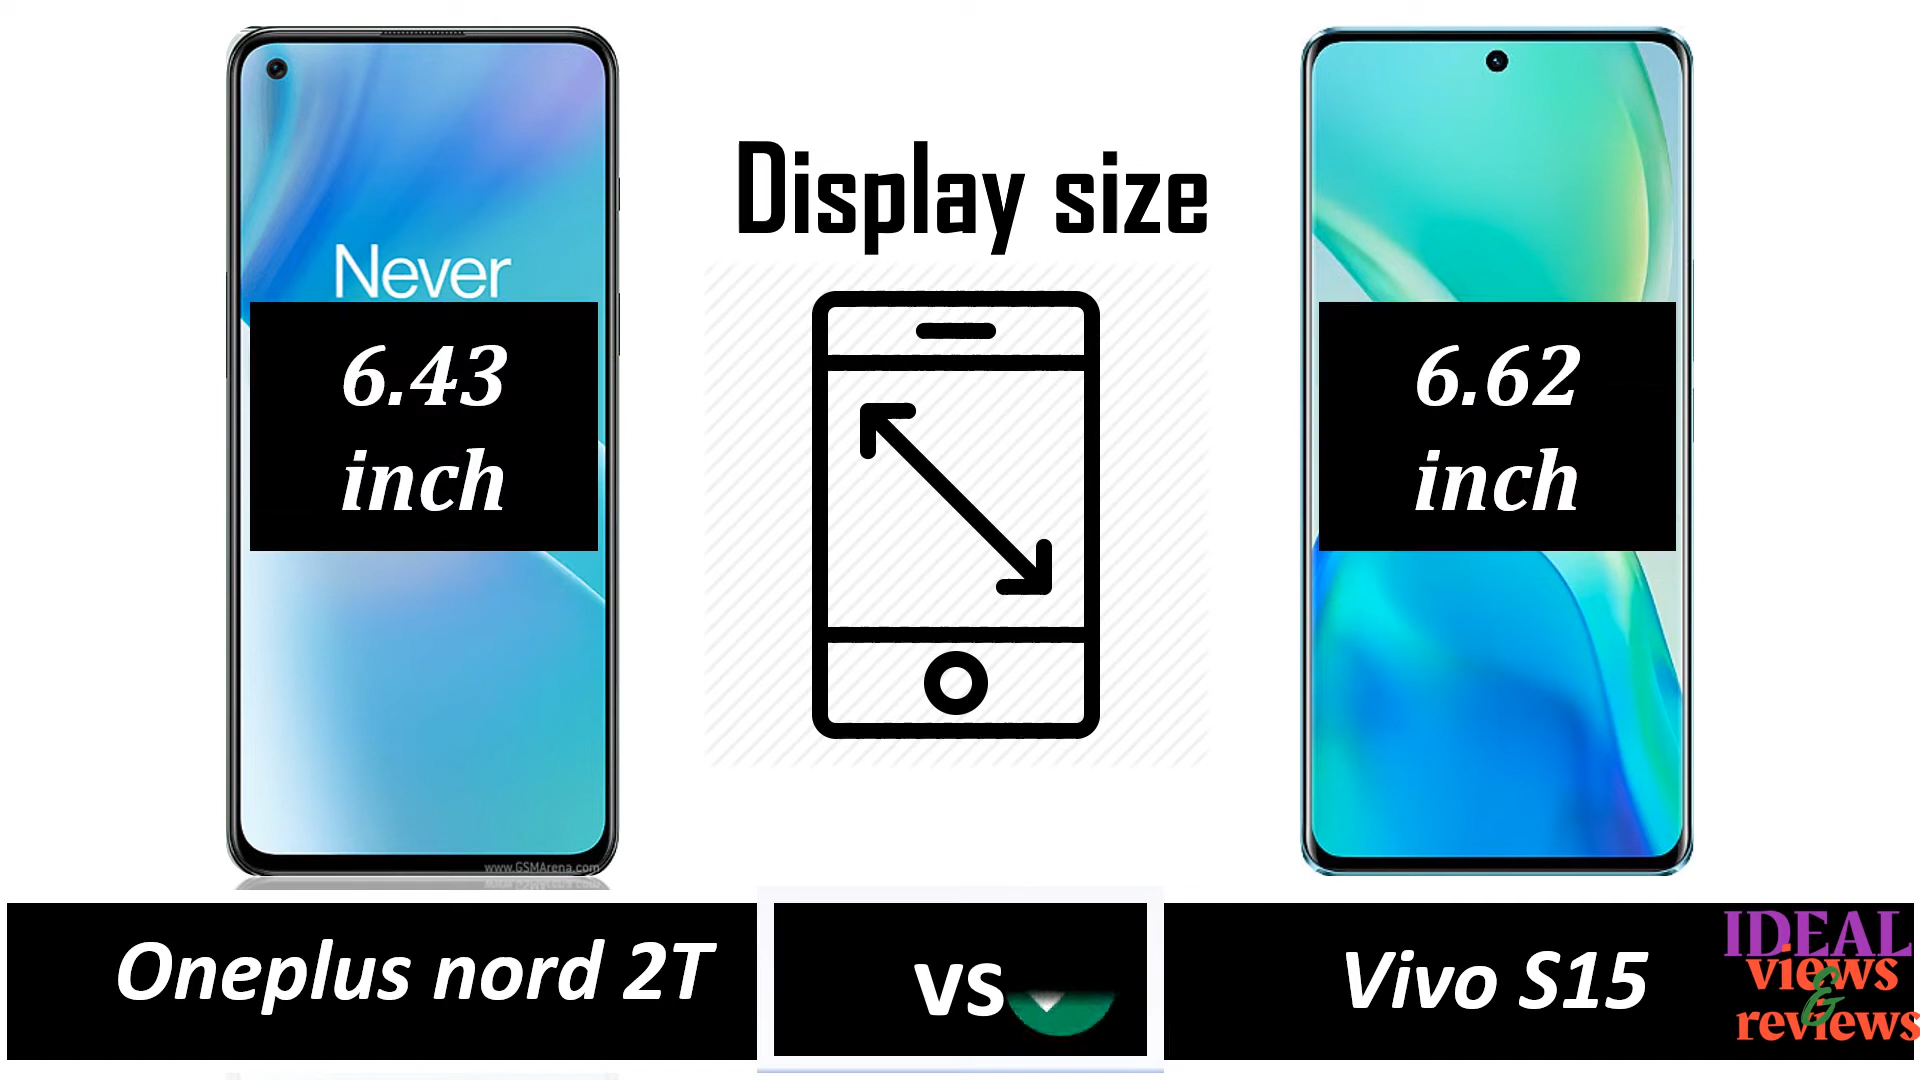 Display size
Never
6.43
inch
6.62
inch
www.GSMArena.com
Oneplus nord 2T
vs
Vivo S15
IDEAL
views
&
reviews